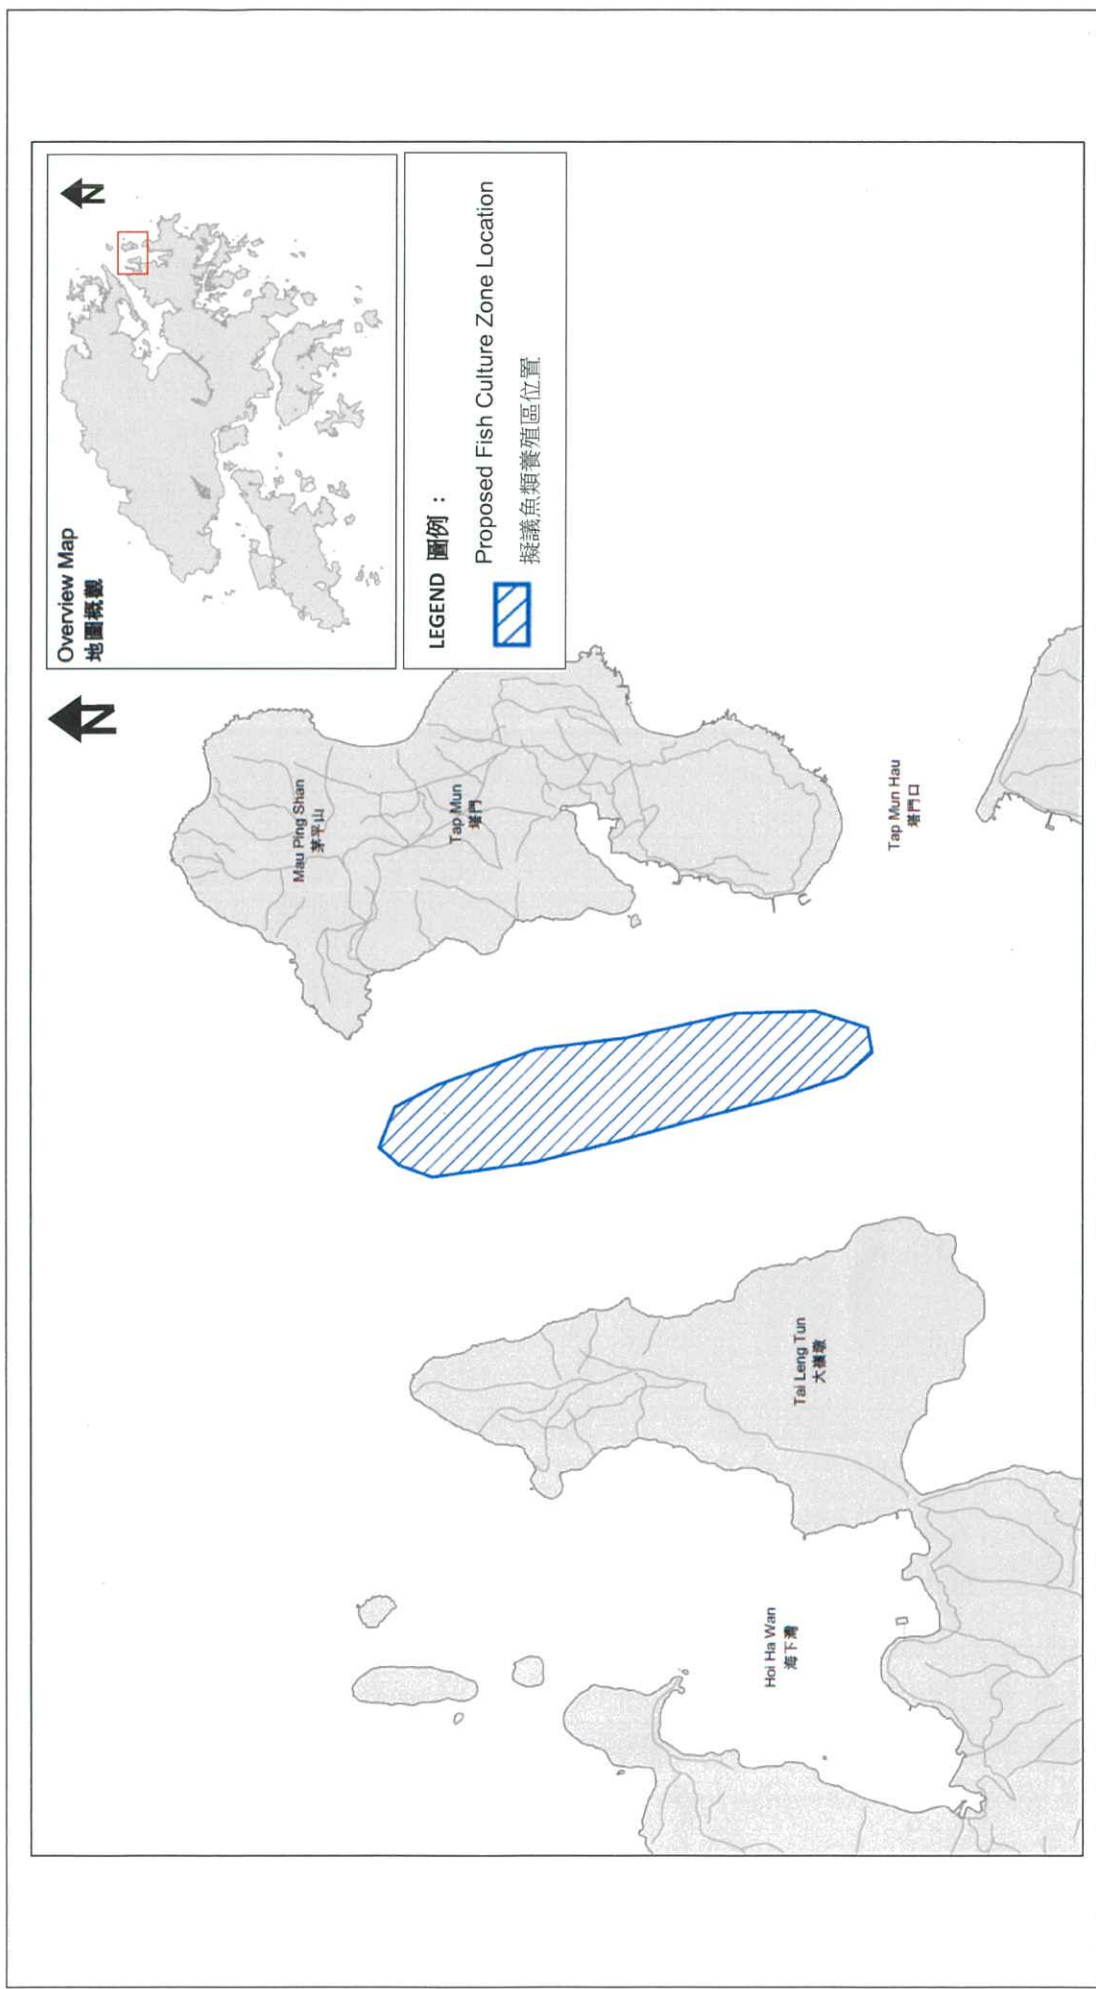 Overview Map
地圖概觀
N
N
LEGEND 圖例 :
Proposed Fish Culture Zone Location
擬議魚類養殖區位置
Mau Ping Shan
茅平山
Tap Mun
塔門
Tap Mun Hau
塔門口
Tai Leng Tun
大嶺墩
Hoi Ha Wan
海下灣